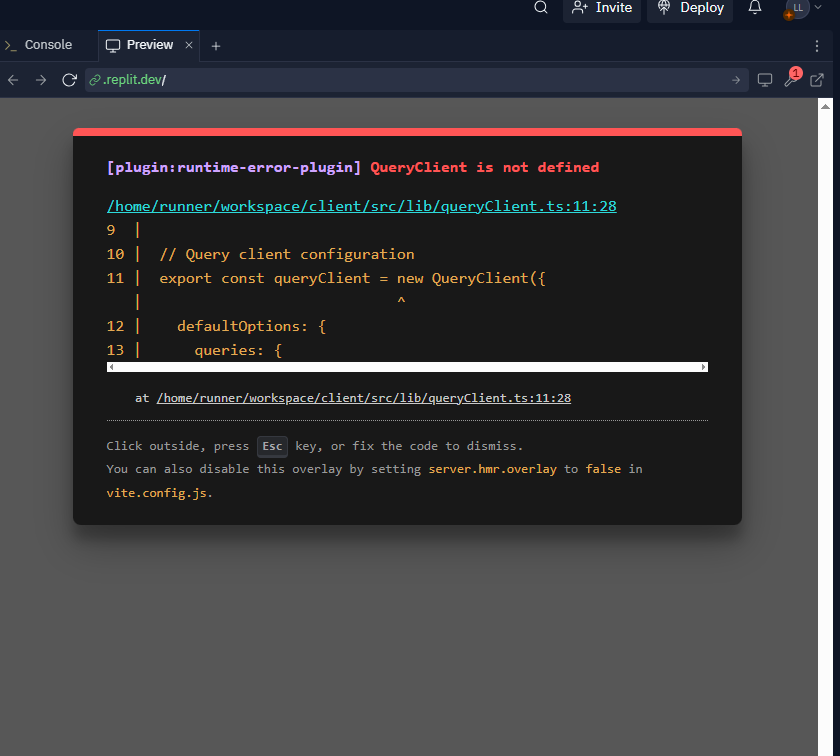 Invite
Deploy
LL
Console
Preview
.replit.dev/
1
[plugin:runtime-error-plugin] QueryClient is not defined
/home/runner/workspace/client/src/lib/queryClient.ts:11:28
9  |
10 |  // Query client configuration
11 |  export const queryClient = new QueryClient({
   |                             ^
12 |    defaultOptions: {
13 |      queries: {
at /home/runner/workspace/client/src/lib/queryClient.ts:11:28
Click outside, press Esc key, or fix the code to dismiss.
You can also disable this overlay by setting server.hmr.overlay to false in
vite.config.js.